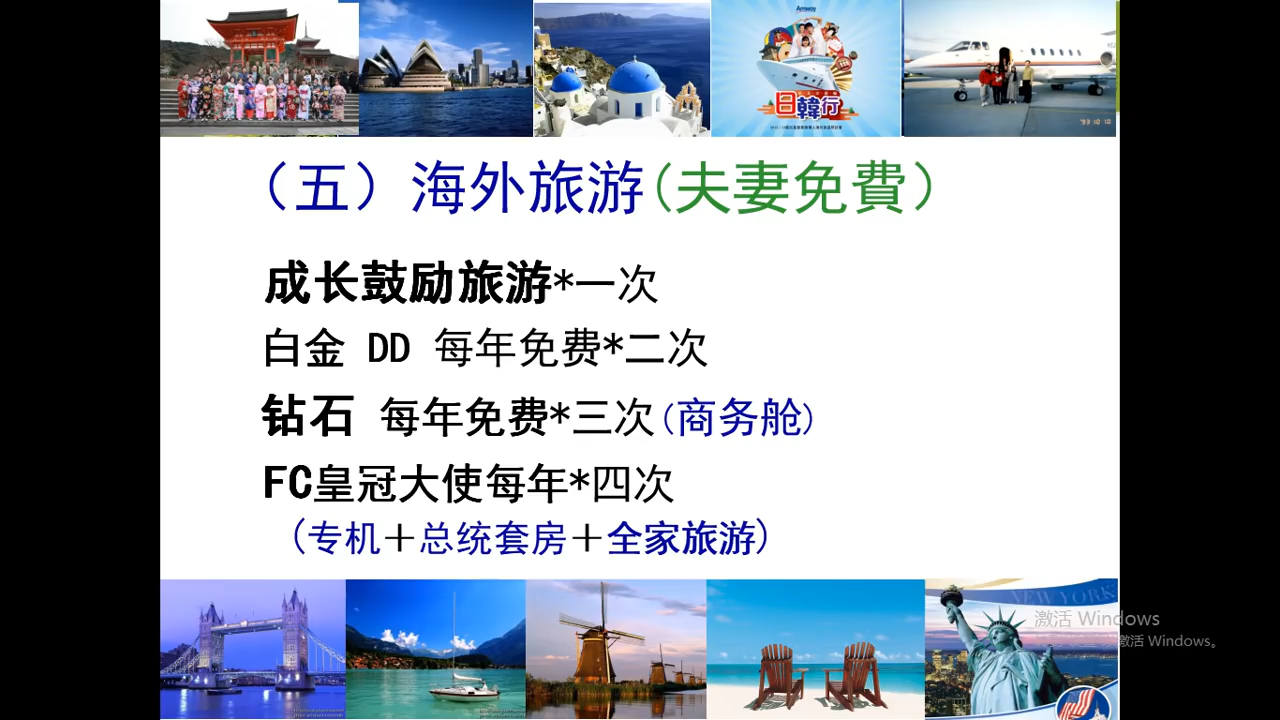 Amway
日韓行
'93 10 10
（五）海外旅游(夫妻免費）
成长鼓励旅游*一次
白金 DD 每年免费*二次
钻石 每年免费*三次(商务舱)
FC皇冠大使每年*四次
(专机＋总统套房＋全家旅游)
NEW YORK
激活 Windows
激活 Windows。